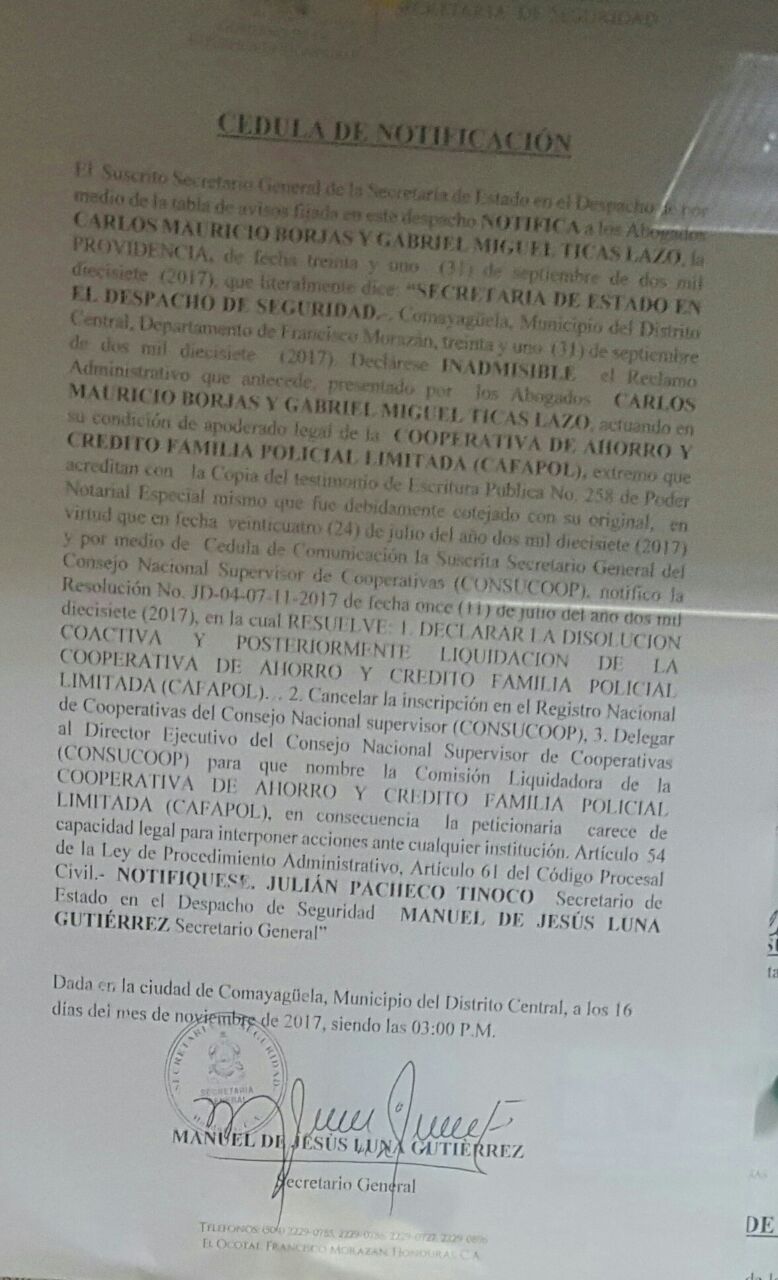 SECRETARIA DE SEGURIDAD
CEDULA DE NOTIFICACIÓN
El Suscrito Secretario General de la Secretaria de Estado en el Despacho de por
medio de la tabla de avisos fijada en este despacho NOTIFICA a los Abogados
CARLOS MAURICIO BORJAS Y GABRIEL MIGUEL TICAS LAZO, la
PROVIDENCIA, de fecha treinta y uno (31) de septiembre de dos mil
diecisiete (2017), que literalmente dice: “SECRETARIA DE ESTADO EN
EL DESPACHO DE SEGURIDAD.-. Comayagüela, Municipio del Distrito
Central, Departamento de Francisco Morazán, treinta y uno (31) de septiembre
de dos mil diecisiete (2017). Declárese INADMISIBLE el Reclamo
Administrativo que antecede, presentado por los Abogados CARLOS
MAURICIO BORJAS Y GABRIEL MIGUEL TICAS LAZO, actuando en
su condición de apoderado legal de la COOPERATIVA DE AHORRO Y
CREDITO FAMILIA POLICIAL LIMITADA (CAFAPOL), extremo que
acreditan con la Copia del testimonio de Escritura Publica No. 258 de Poder
Notarial Especial mismo que fue debidamente cotejado con su original, en
virtud que en fecha veinticuatro (24) de julio del año dos mil diecisiete (2017)
y por medio de Cedula de Comunicación la Suscrita Secretario General del
Consejo Nacional Supervisor de Cooperativas (CONSUCOOP), notifico la
Resolución No. JD-04-07-11-2017 de fecha once (11) de julio del año dos mil
diecisiete (2017), en la cual RESUELVE: 1. DECLARAR LA DISOLUCION
COACTIVA Y POSTERIORMENTE LIQUIDACION DE LA
COOPERATIVA DE AHORRO Y CREDITO FAMILIA POLICIAL
LIMITADA (CAFAPOL)… 2. Cancelar la inscripción en el Registro Nacional
de Cooperativas del Consejo Nacional supervisor (CONSUCOOP), 3. Delegar
al Director Ejecutivo del Consejo Nacional Supervisor de Cooperativas
(CONSUCOOP) para que nombre la Comisión Liquidadora de la
COOPERATIVA DE AHORRO Y CREDITO FAMILIA POLICIAL
LIMITADA (CAFAPOL), en consecuencia la peticionaria carece de
capacidad legal para interponer acciones ante cualquier institución. Artículo 54
de la Ley de Procedimiento Administrativo, Artículo 61 del Código Procesal
Civil.- NOTIFIQUESE. JULIÁN PACHECO TINOCO Secretario de
Estado en el Despacho de Seguridad MANUEL DE JESÚS LUNA
GUTIÉRREZ Secretario General”
Dada en la ciudad de Comayagüela, Municipio del Distrito Central, a los 16
días del mes de noviembre de 2017, siendo las 03:00 P.M.
SECRETARIA
GENERAL
MANUEL DE JESÚS LUNA GUTIÉRREZ
Secretario General
TELEFONOS: (504) 2229-0755, 2229-0756, 2229-0727, 2229-0896
EL OCOTAL, FRANCISCO MORAZAN, HONDURAS, C.A.
DE